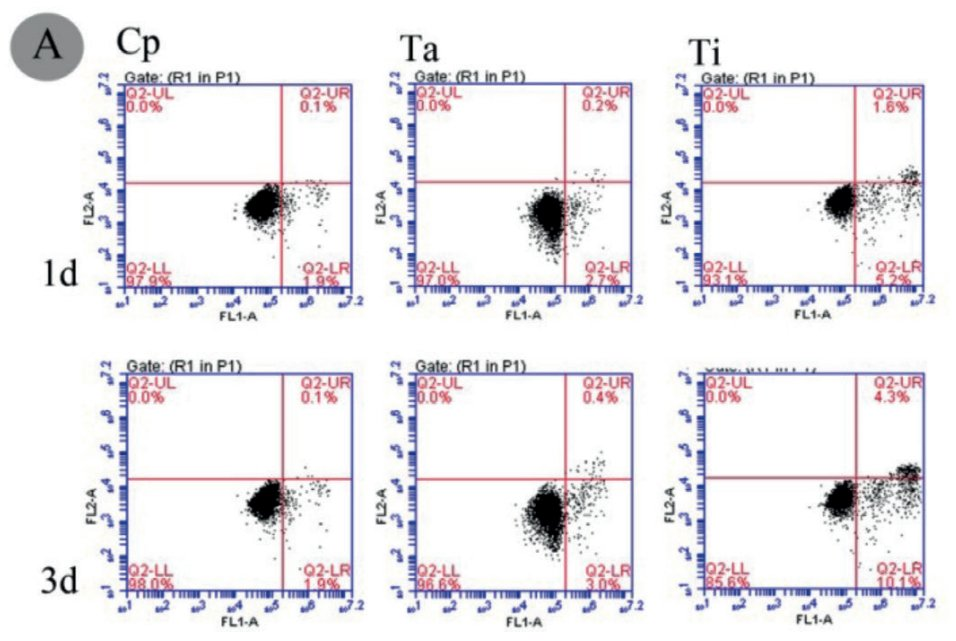 A
Cp Ta Ti
Gate: (R1 in P1) Gate: (R1 in P1) Gate: (R1 in P1)
Q2-UL Q2-UR Q2-UL Q2-UR Q2-UL Q2-UR
0.0% 0.1% 0.0% 0.2% 0.0% 1.6%
FL2-A FL2-A FL2-A
1d
Q2-LL Q2-LR Q2-LL Q2-LR Q2-LL Q2-LR
97.9% 1.9% 97.0% 2.7% 93.1% 5.2%
FL1-A FL1-A FL1-A
Gate: (R1 in P1) Gate: (R1 in P1)
Q2-UL Q2-UR Q2-UL Q2-UR Q2-UL Q2-UR
0.0% 0.1% 0.0% 0.4% 0.0% 4.3%
FL2-A FL2-A FL2-A
3d
Q2-LL Q2-LR Q2-LL Q2-LR Q2-LL Q2-LR
98.0% 1.9% 96.6% 3.0% 85.6% 10.1%
FL1-A FL1-A FL1-A